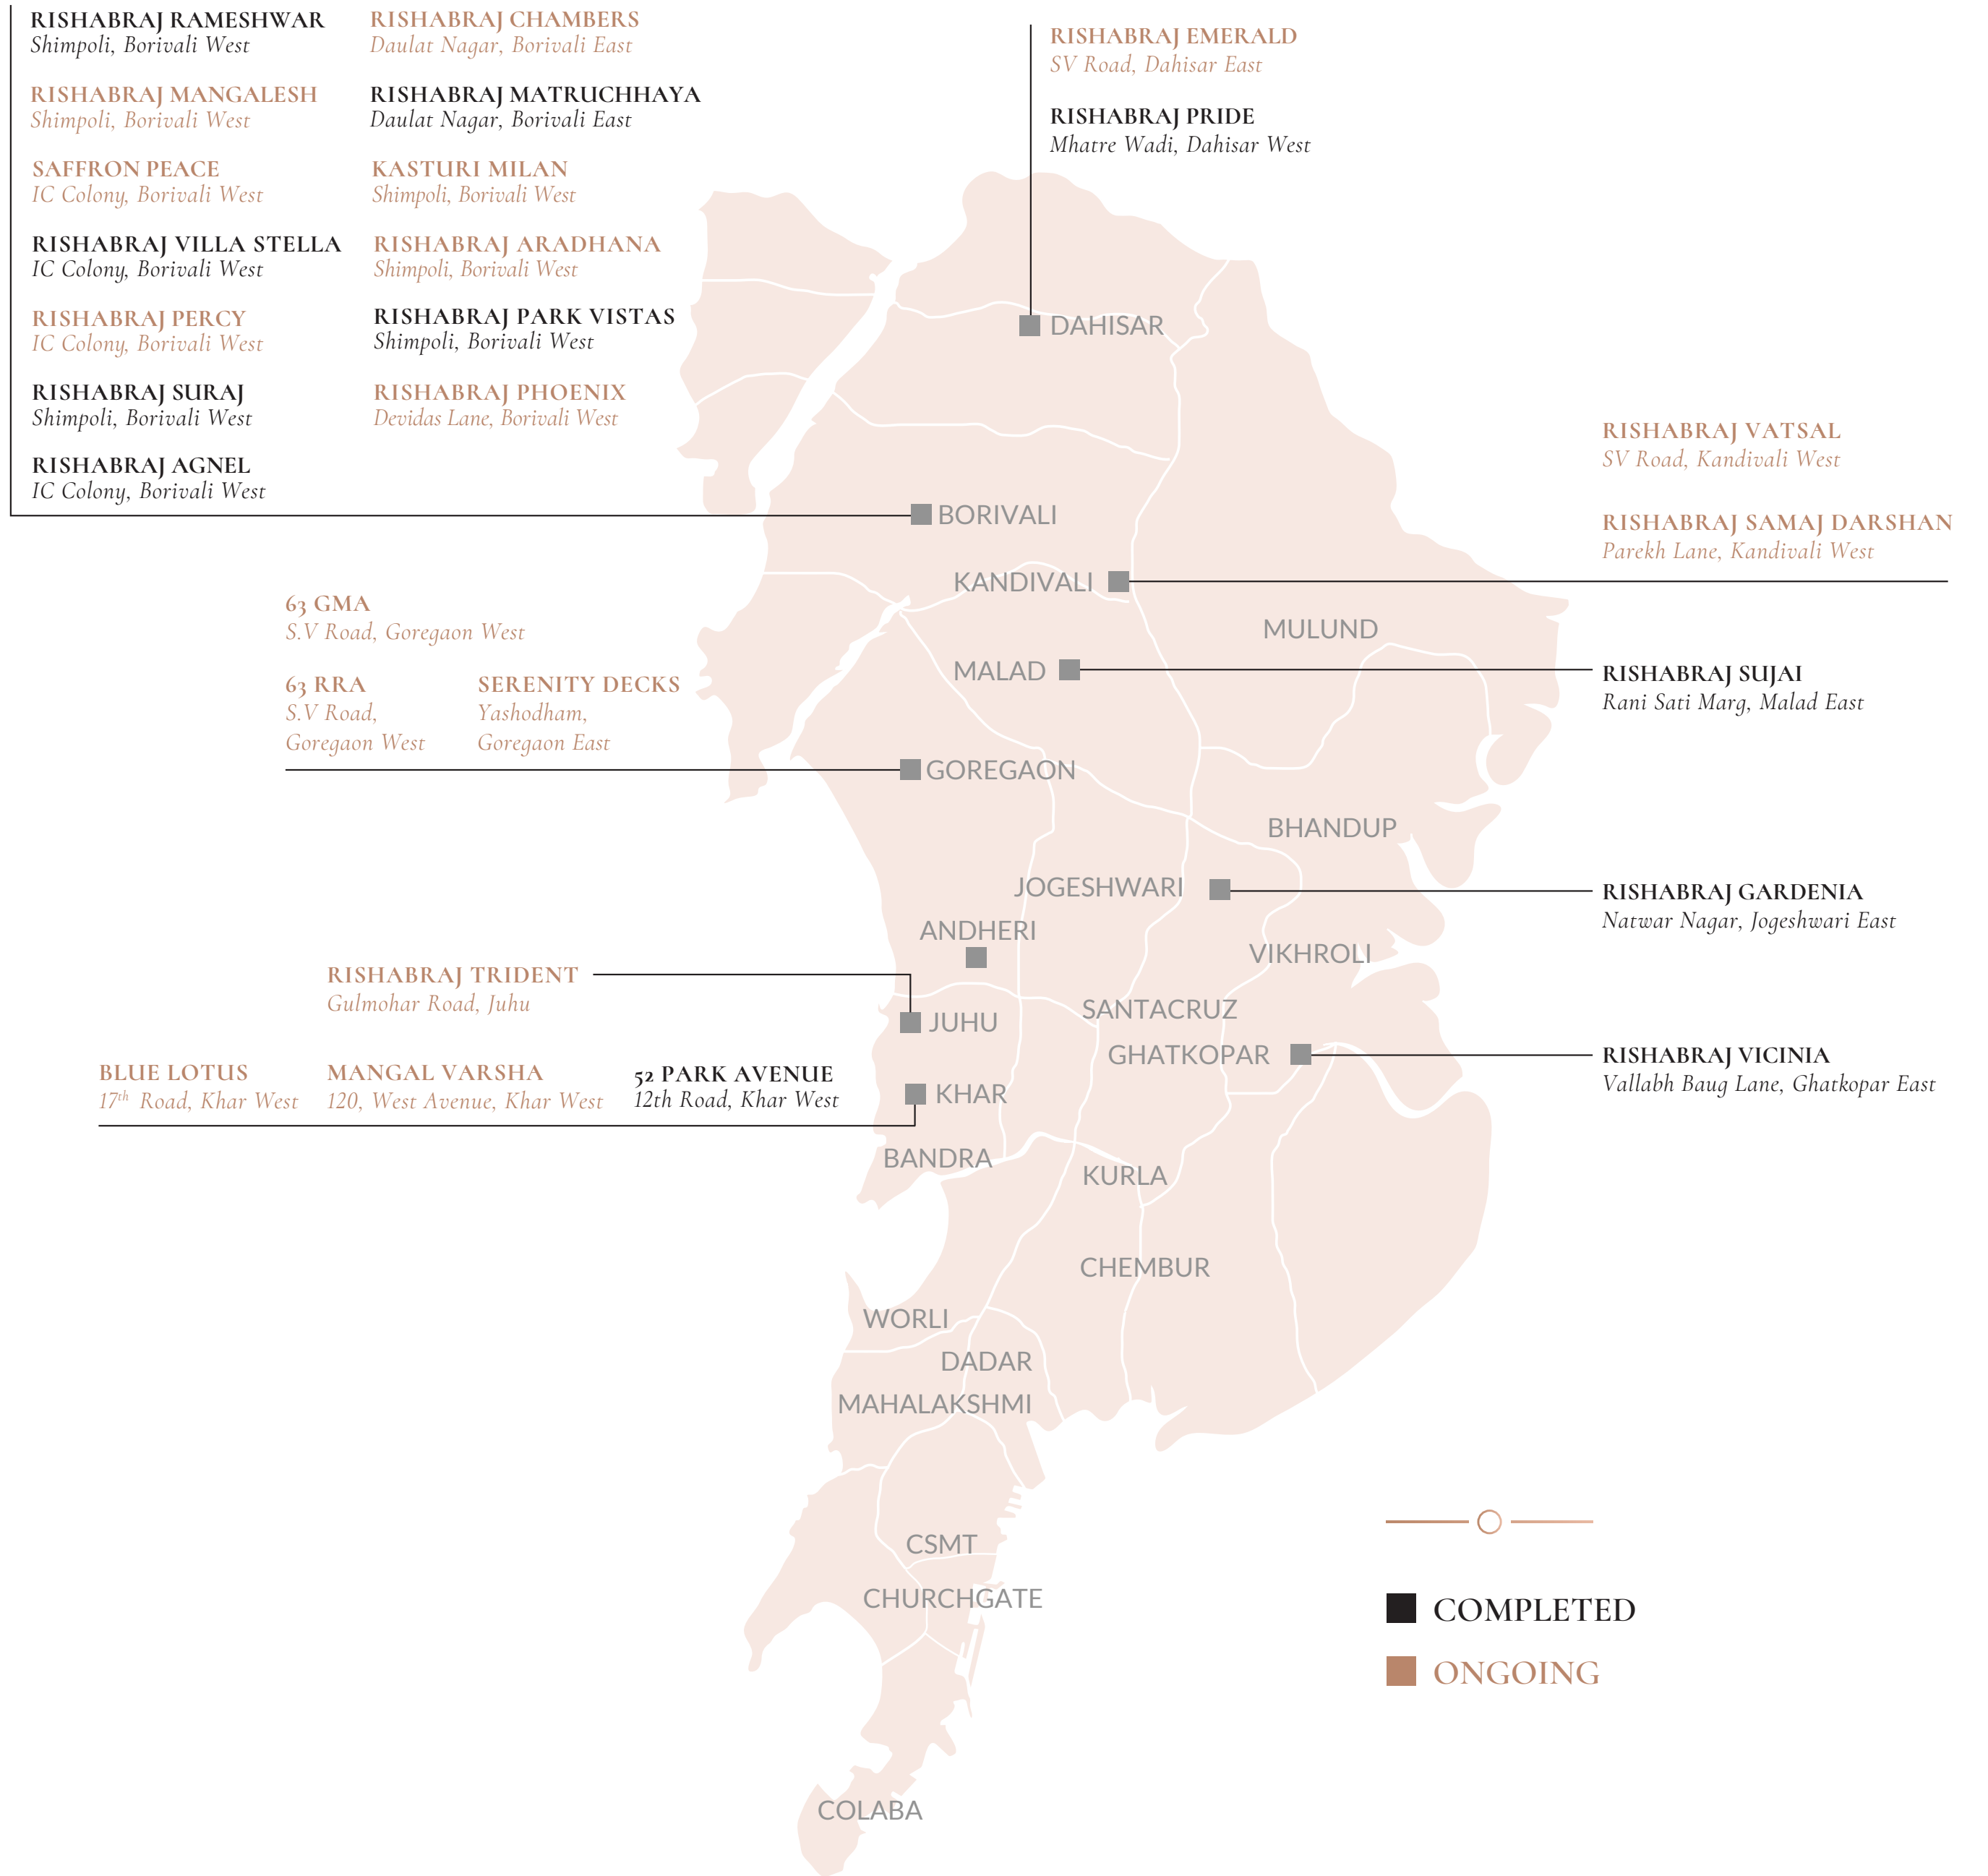 RISHABRAJ RAMESHWAR
Shimpoli, Borivali West
RISHABRAJ MANGALESH
Shimpoli, Borivali West
SAFFRON PEACE
IC Colony, Borivali West
RISHABRAJ VILLA STELLA
IC Colony, Borivali West
RISHABRAJ PERCY
IC Colony, Borivali West
RISHABRAJ SURAJ
Shimpoli, Borivali West
RISHABRAJ AGNEL
IC Colony, Borivali West
RISHABRAJ CHAMBERS
Daulat Nagar, Borivali East
RISHABRAJ MATRUCHHAYA
Daulat Nagar, Borivali East
KASTURI MILAN
Shimpoli, Borivali West
RISHABRAJ ARADHANA
Shimpoli, Borivali West
RISHABRAJ PARK VISTAS
Shimpoli, Borivali West
RISHABRAJ PHOENIX
Devidas Lane, Borivali West
RISHABRAJ EMERALD
SV Road, Dahisar East
RISHABRAJ PRIDE
Mhatre Wadi, Dahisar West
DAHISAR
RISHABRAJ VATSAL
SV Road, Kandivali West
RISHABRAJ SAMAJ DARSHAN
Parekh Lane, Kandivali West
BORIVALI
KANDIVALI
63 GMA
S.V Road, Goregaon West
63 RRA
S.V Road,
Goregaon West
SERENITY DECKS
Yashodham,
Goregaon East
MULUND
MALAD
RISHABRAJ SUJAI
Rani Sati Marg, Malad East
GOREGAON
BHANDUP
JOGESHWARI
RISHABRAJ GARDENIA
Natwar Nagar, Jogeshwari East
ANDHERI
VIKHROLI
RISHABRAJ TRIDENT
Gulmohar Road, Juhu
JUHU
SANTACRUZ
GHATKOPAR
RISHABRAJ VICINIA
Vallabh Baug Lane, Ghatkopar East
BLUE LOTUS
17th Road, Khar West
MANGAL VARSHA
120, West Avenue, Khar West
52 PARK AVENUE
12th Road, Khar West
KHAR
BANDRA
KURLA
CHEMBUR
WORLI
DADAR
MAHALAKSHMI
CSMT
CHURCHGATE
COLABA
COMPLETED
ONGOING